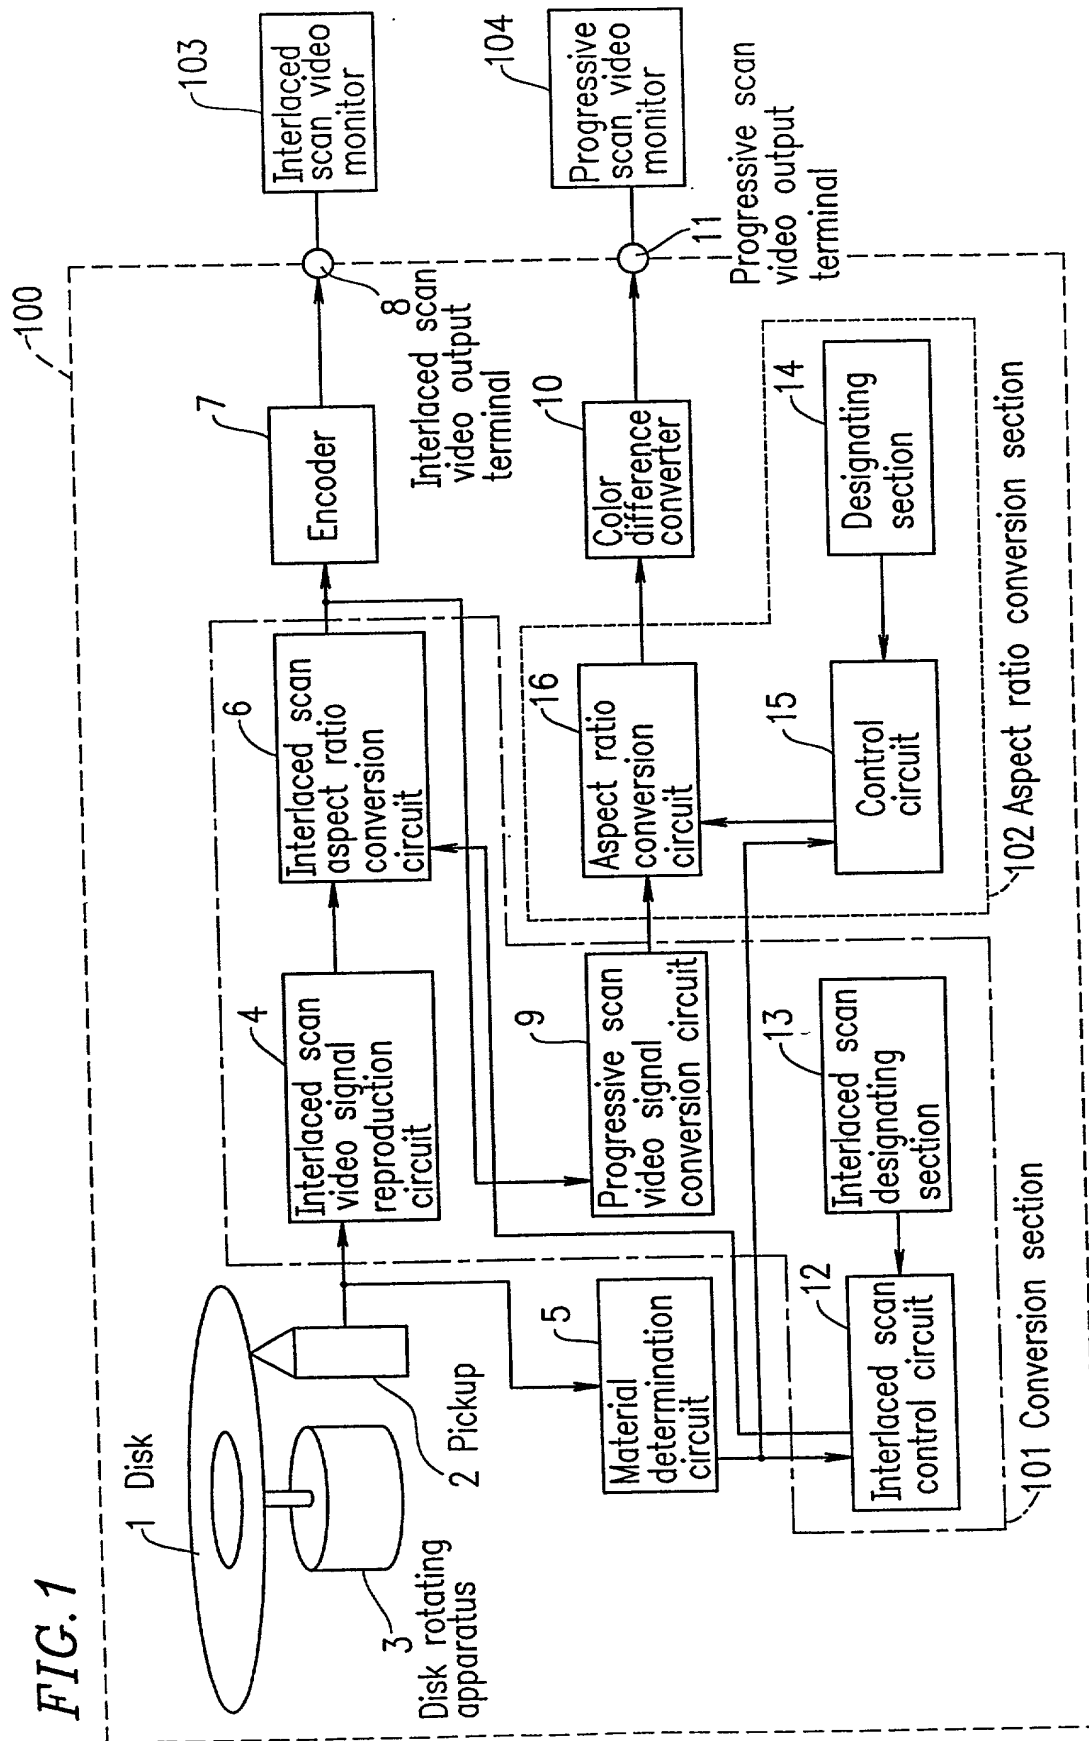 FIG. 1
100
1 Disk
2 Pickup
3
Disk rotating
apparatus
4
Interlaced scan
video signal
reproduction
circuit
6
Interlaced scan
aspect ratio
conversion
circuit
7
Encoder
8
Interlaced scan
video output
terminal
103
Interlaced
scan video
monitor
5
Material
determination
circuit
9
Progressive scan
video signal
conversion circuit
16
Aspect ratio
conversion
circuit
10
Color
difference
converter
11
Progressive scan
video output
terminal
104
Progressive
scan video
monitor
12
Interlaced scan
control circuit
13
Interlaced scan
designating
section
15
Control
circuit
14
Designating
section
101 Conversion section
102 Aspect ratio conversion section